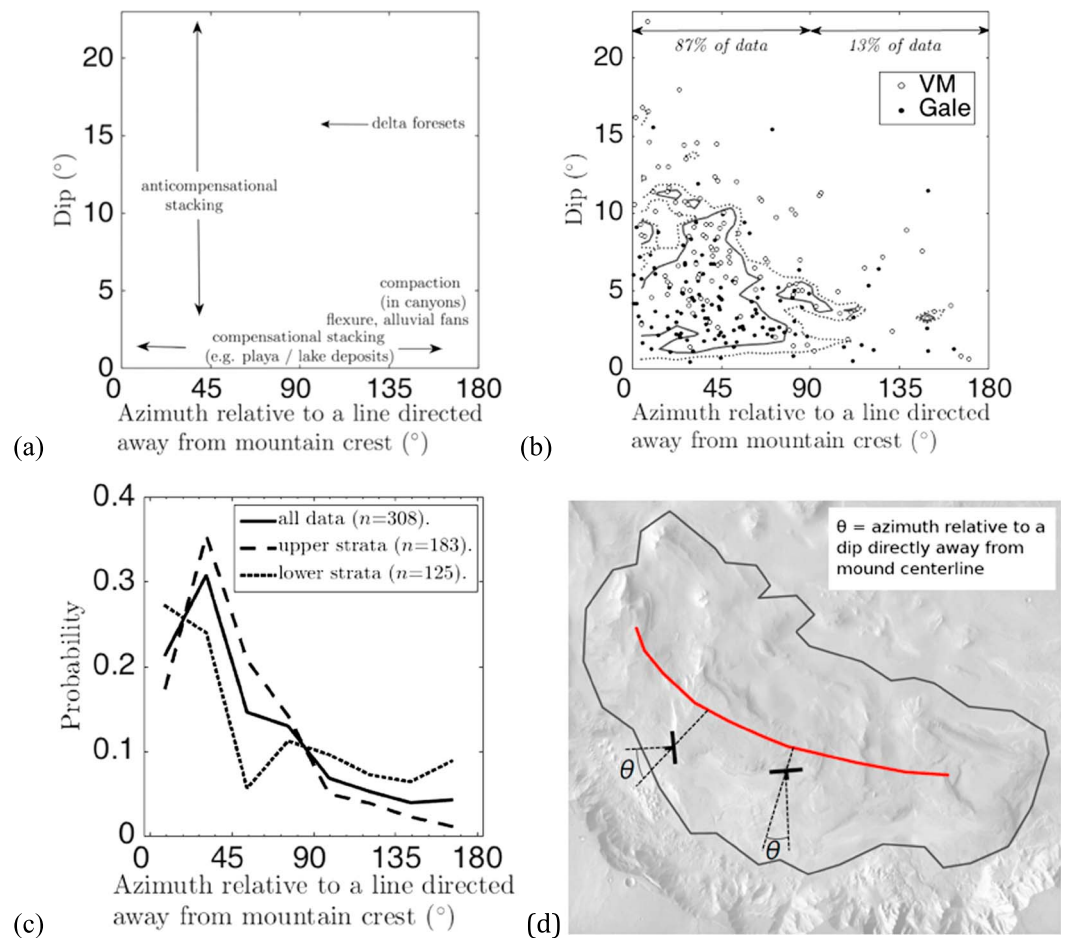 20
15
10
5
0
Dip (°)
delta foresets
anticompensational
stacking
compaction
(in canyons)
flexure, alluvial fans
compensational stacking
(e.g. playa / lake deposits)
0 45 90 135 180
Azimuth relative to a line directed
away from mountain crest (°)
(a)
20
15
10
5
0
Dip (°)
87% of data 13% of data
VM
Gale
0 45 90 135 180
Azimuth relative to a line directed
away from mountain crest (°)
(b)
0.4
0.3
0.2
0.1
0
Probability
all data (n=308).
upper strata (n=183).
lower strata (n=125).
0 45 90 135 180
Azimuth relative to a line directed
away from mountain crest (°)
(c)
θ = azimuth relative to a
dip directly away from
mound centerline
θ
θ
(d)